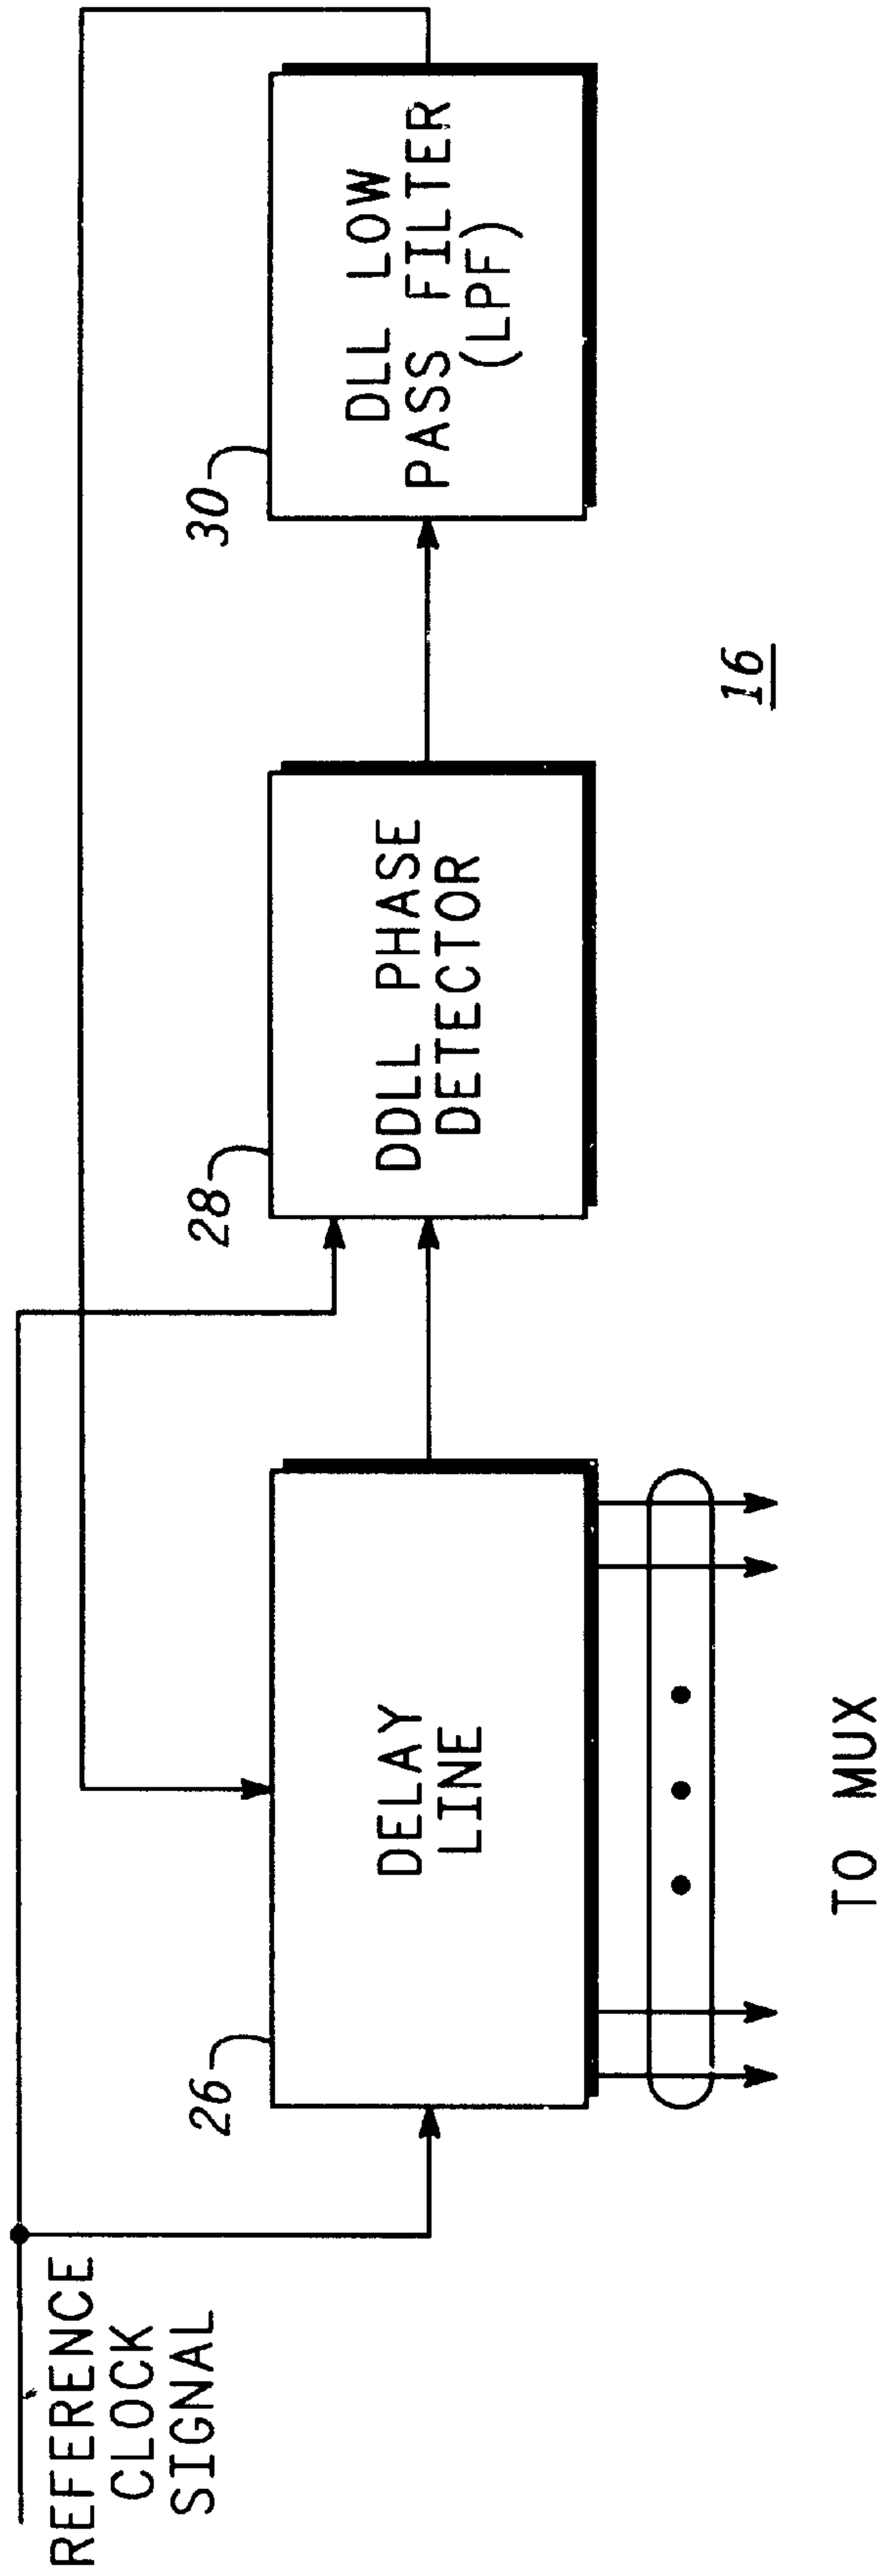 REFERENCE
CLOCK
SIGNAL
26
DELAY
LINE
TO MUX
28
DDLL PHASE
DETECTOR
30
DLL LOW
PASS FILTER
(LPF)
16